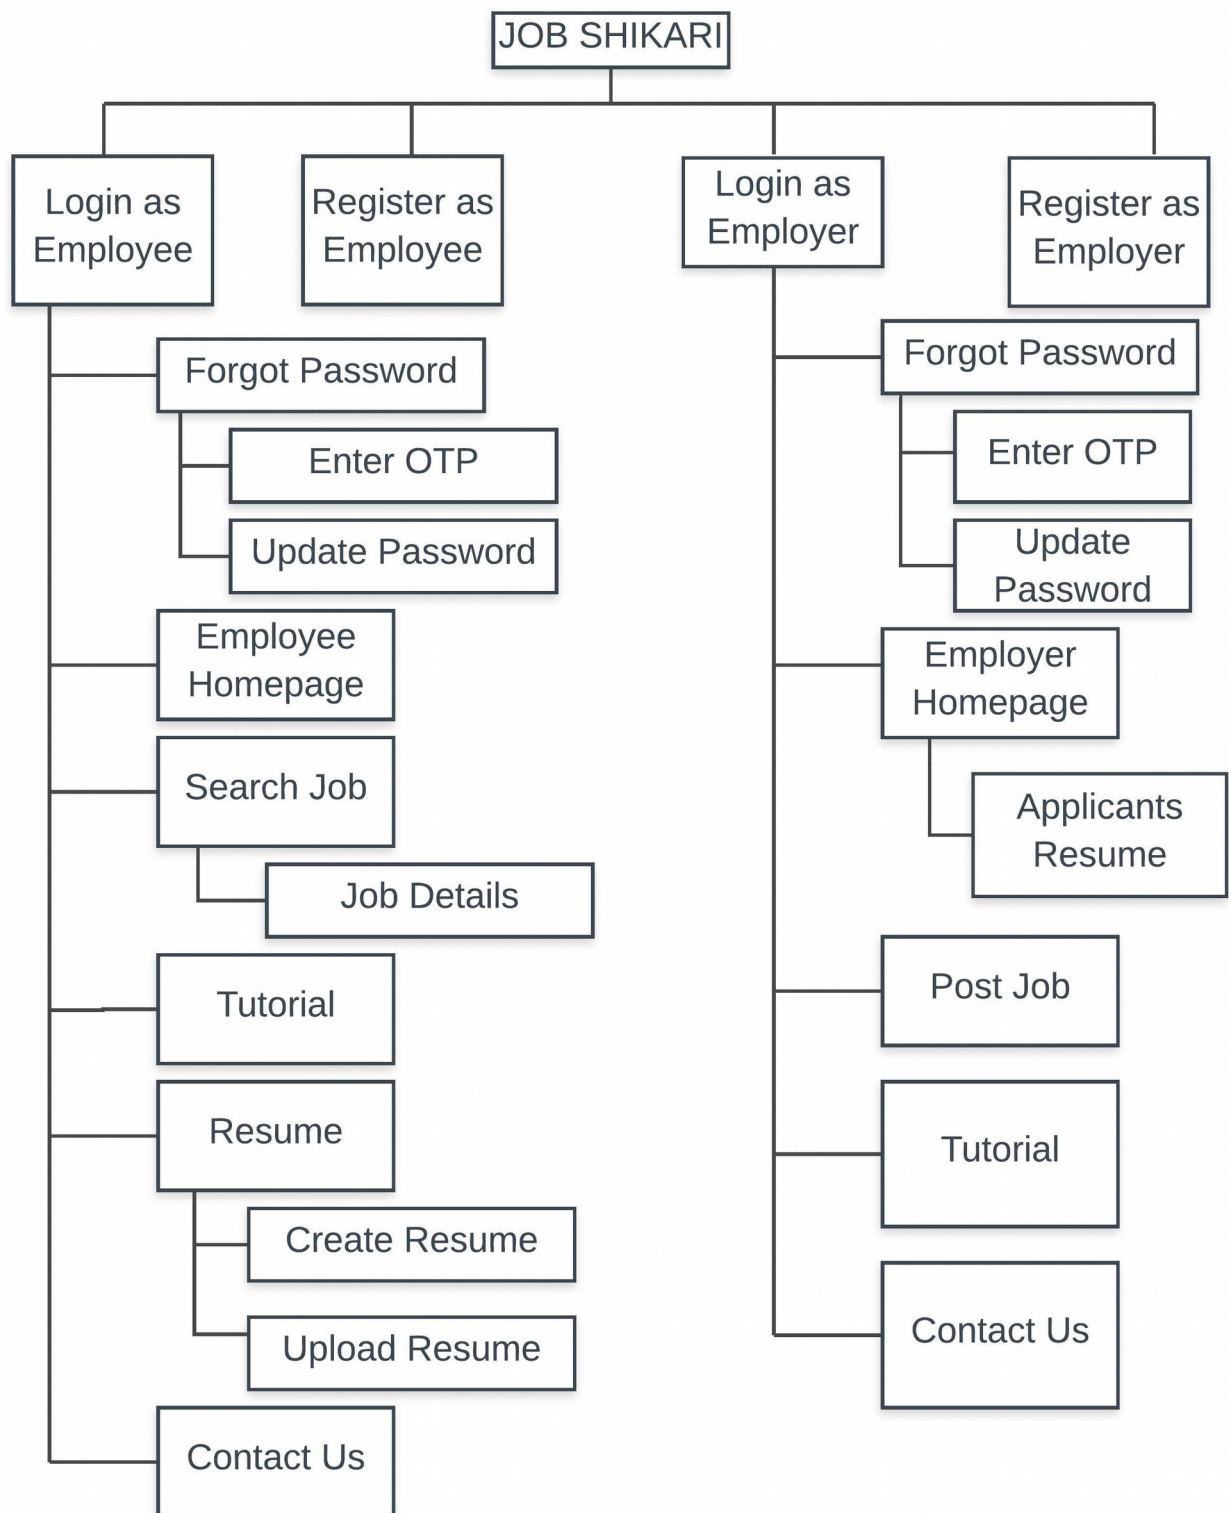 JOB SHIKARI
Login as
Employee
Register as
Employee
Login as
Employer
Register as
Employer
Forgot Password
Enter OTP
Update Password
Employee
Homepage
Search Job
Job Details
Tutorial
Resume
Create Resume
Upload Resume
Contact Us
Forgot Password
Enter OTP
Update
Password
Employer
Homepage
Applicants
Resume
Post Job
Tutorial
Contact Us